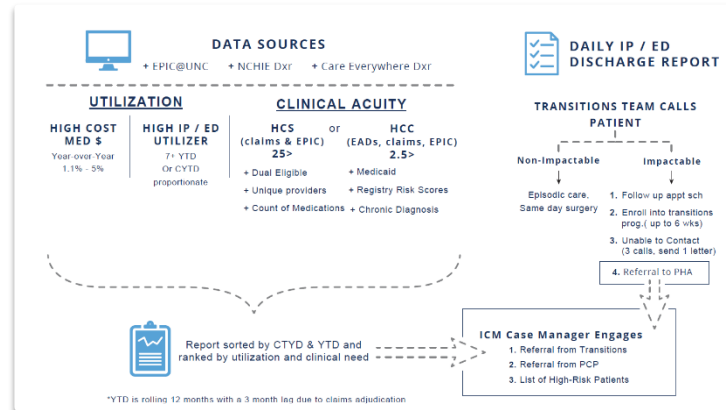 DATA SOURCES
+ EPIC@UNC + NCHIE Dxr + Care Everywhere Dxr
UTILIZATION
HIGH COST
MED $
Year-over-Year
1.1% - 5%
HIGH IP / ED
UTILIZER
7+ YTD
Or CYTD
proportionate
CLINICAL ACUITY
HCS
(claims & EPIC)
25>
+ Dual Eligible
+ Unique providers
+ Count of Medications
or
HCC
(EADs, claims, EPIC)
2.5>
+ Medicaid
+ Registry Risk Scores
+ Chronic Diagnosis
Report sorted by CTYD & YTD and
ranked by utilization and clinical need
*YTD is rolling 12 months with a 3 month lag due to claims adjudication
DAILY IP / ED
DISCHARGE REPORT
TRANSITIONS TEAM CALLS
PATIENT
Non-Impactable
Episodic care,
Same day surgery
Impactable
1. Follow up appt sch
2. Enroll into transitions
prog.( up to 6 wks)
3. Unable to Contact
(3 calls, send 1 letter)
4. Referral to PHA
ICM Case Manager Engages
1. Referral from Transitions
2. Referral from PCP
3. List of High-Risk Patients